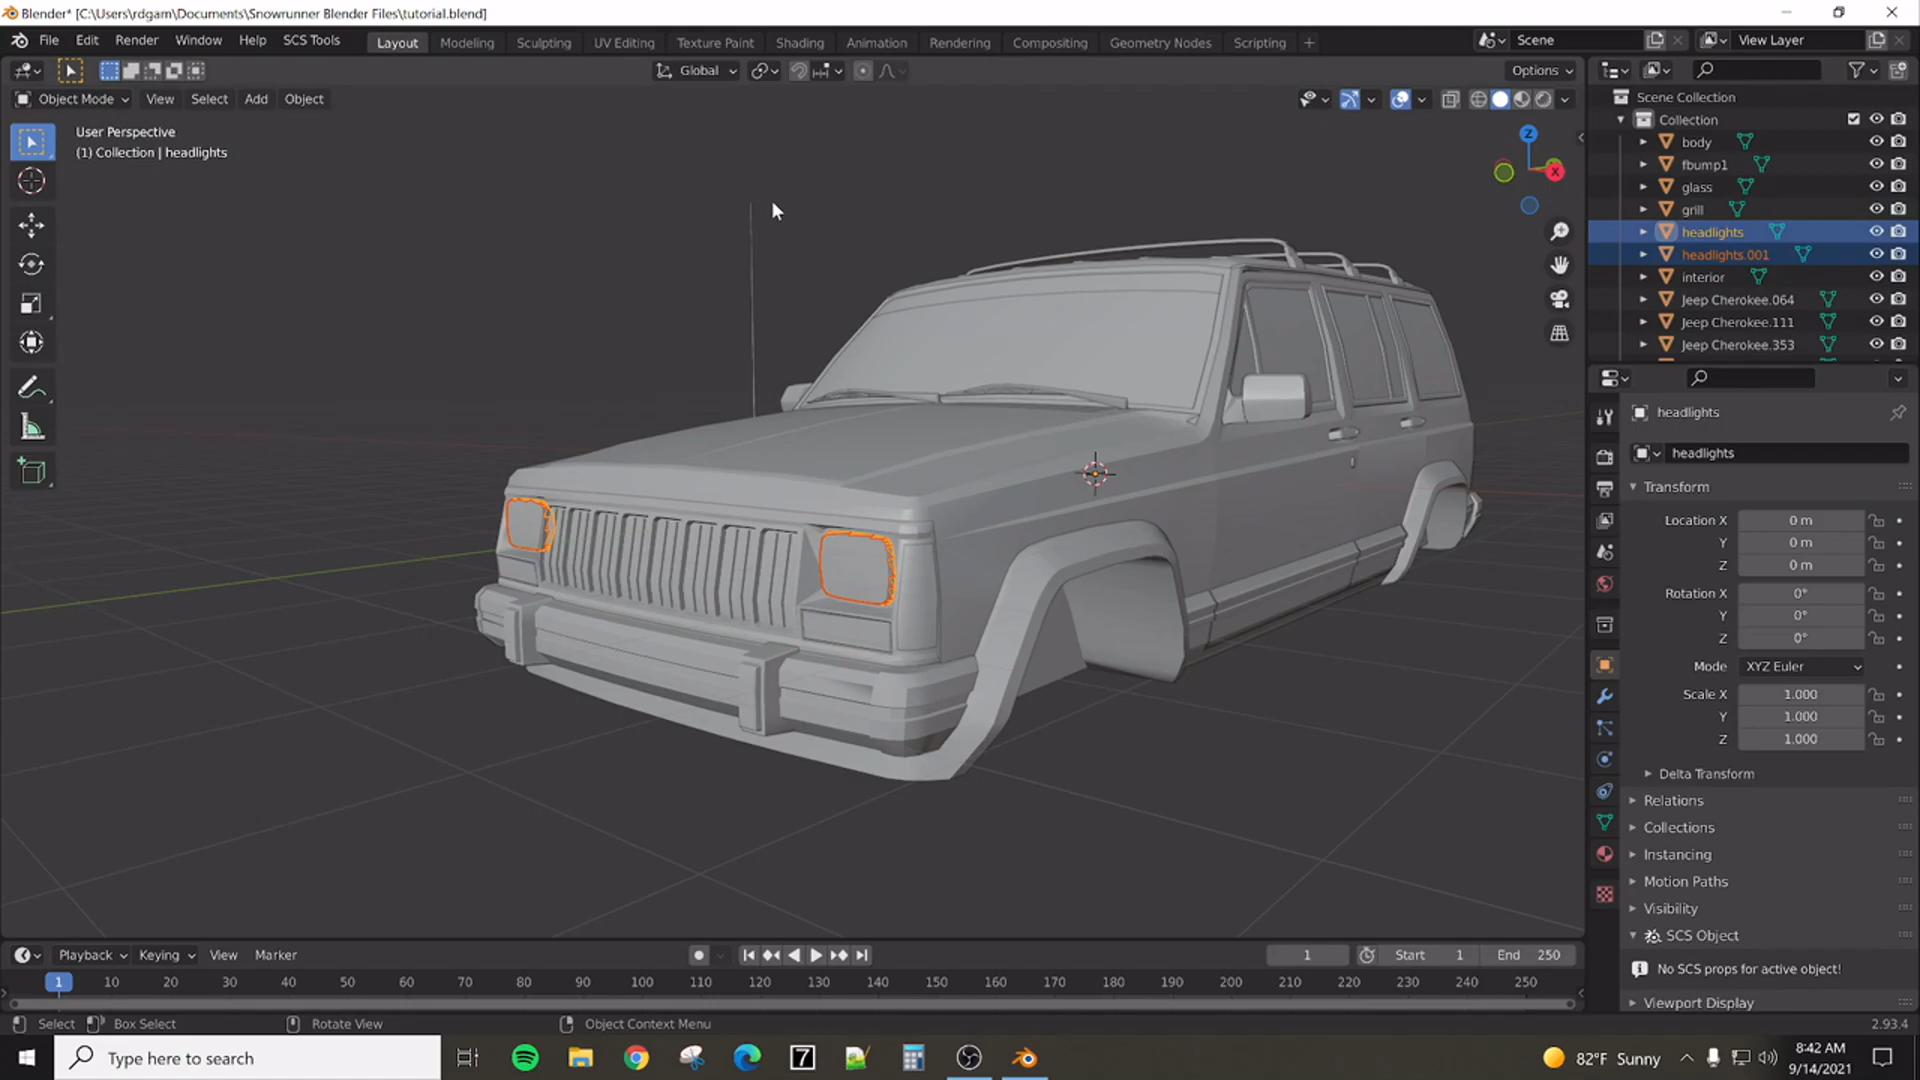 Blender* [C:\Users\rdgam\Documents\Snowrunner Blender Files\tutorial.blend]
File Edit Render Window Help SCS Tools Layout Modeling Sculpting UV Editing Texture Paint Shading Animation Rendering Compositing Geometry Nodes Scripting + Scene View Layer
Global Options
Object Mode View Select Add Object
User Perspective
(1) Collection | headlights
Z
X
Scene Collection
Collection
body
fbump1
glass
grill
headlights
headlights.001
interior
Jeep Cherokee.064
Jeep Cherokee.111
Jeep Cherokee.353
headlights
headlights
Transform
Location X 0 m
Y 0 m
Z 0 m
Rotation X 0°
Y 0°
Z 0°
Mode XYZ Euler
Scale X 1.000
Y 1.000
Z 1.000
Delta Transform
Relations
Collections
Instancing
Motion Paths
Visibility
SCS Object
No SCS props for active object!
Viewport Display
Playback Keying View Marker 1 Start 1 End 250
1 10 20 30 40 50 60 70 80 90 100 110 120 130 140 150 160 170 180 190 200 210 220 230 240 250
Select Box Select Rotate View Object Context Menu 2.93.4
Type here to search 7 82°F Sunny 8:42 AM
9/14/2021